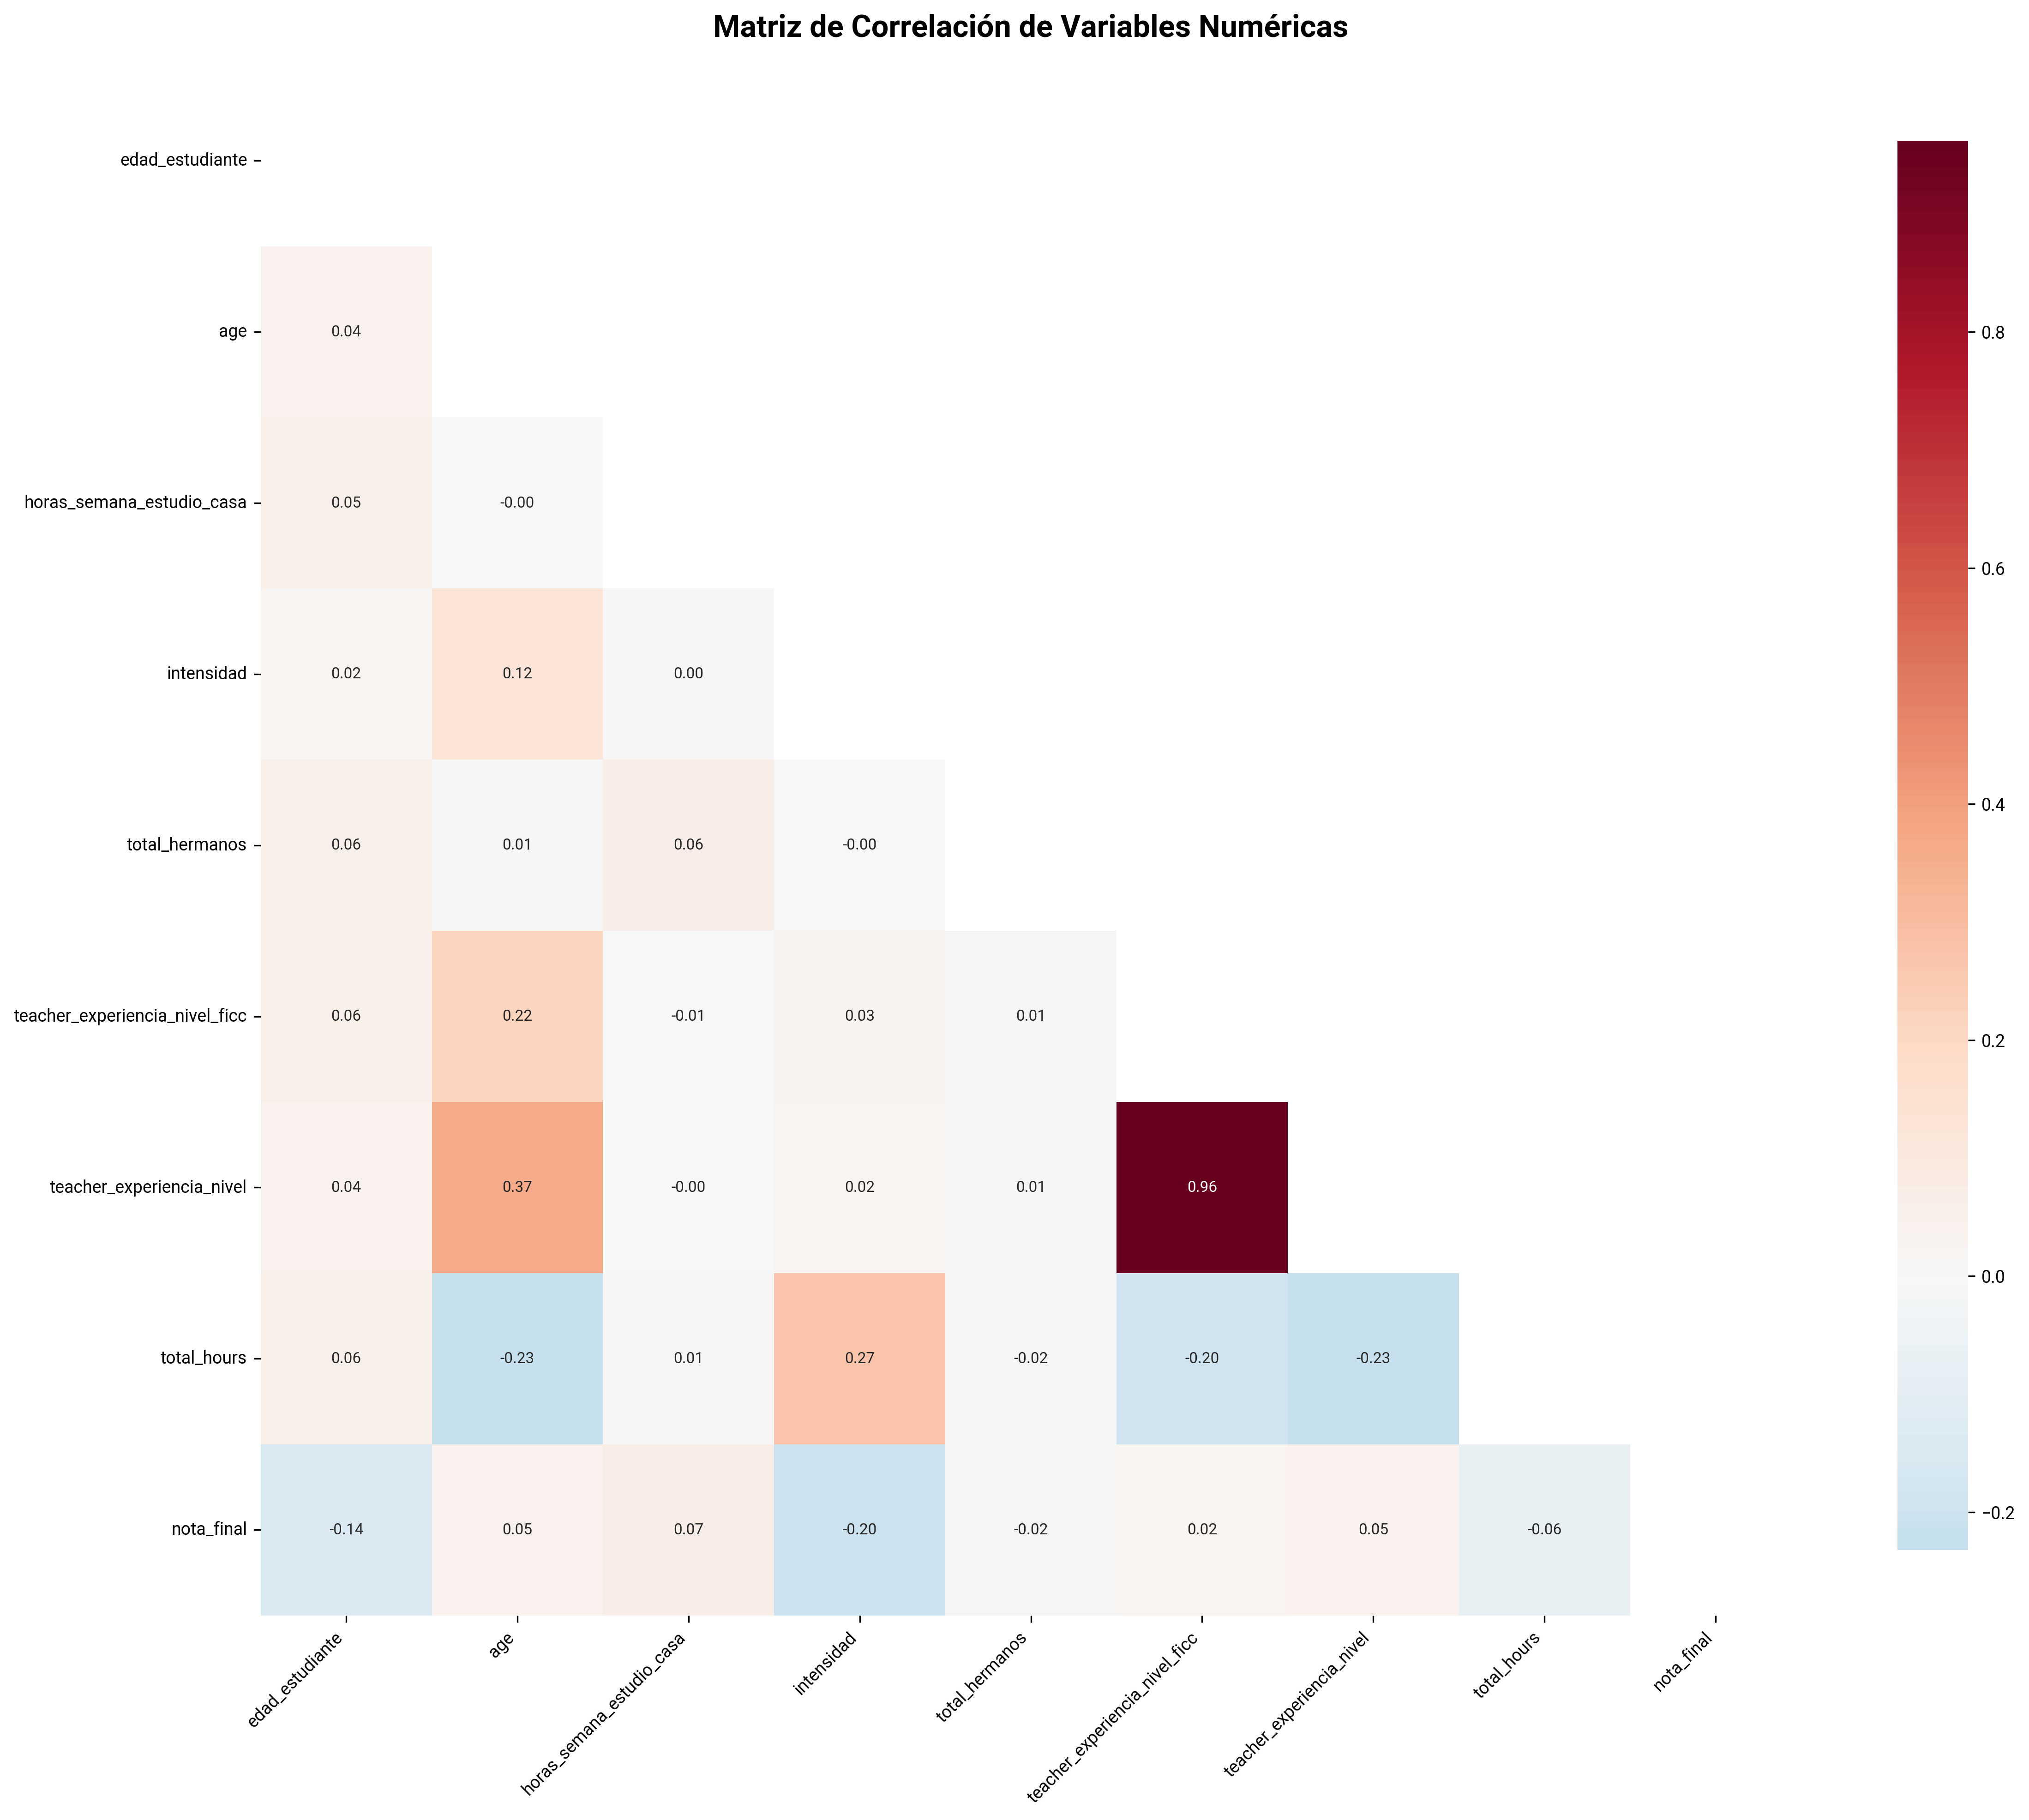 Matriz de Correlación de Variables Numéricas
edad_estudiante
age
0.04
horas_semana_estudio_casa
0.05 -0.00
intensidad
0.02 0.12 0.00
total_hermanos
0.06 0.01 0.06 -0.00
teacher_experiencia_nivel_ficc
0.06 0.22 -0.01 0.03 0.01
teacher_experiencia_nivel
0.04 0.37 -0.00 0.02 0.01 0.96
total_hours
0.06 -0.23 0.01 0.27 -0.02 -0.20 -0.23
nota_final
-0.14 0.05 0.07 -0.20 -0.02 0.02 0.05 -0.06
edad_estudiante
age
horas_semana_estudio_casa
intensidad
total_hermanos
teacher_experiencia_nivel_ficc
teacher_experiencia_nivel
total_hours
nota_final
0.8
0.6
0.4
0.2
0.0
−0.2